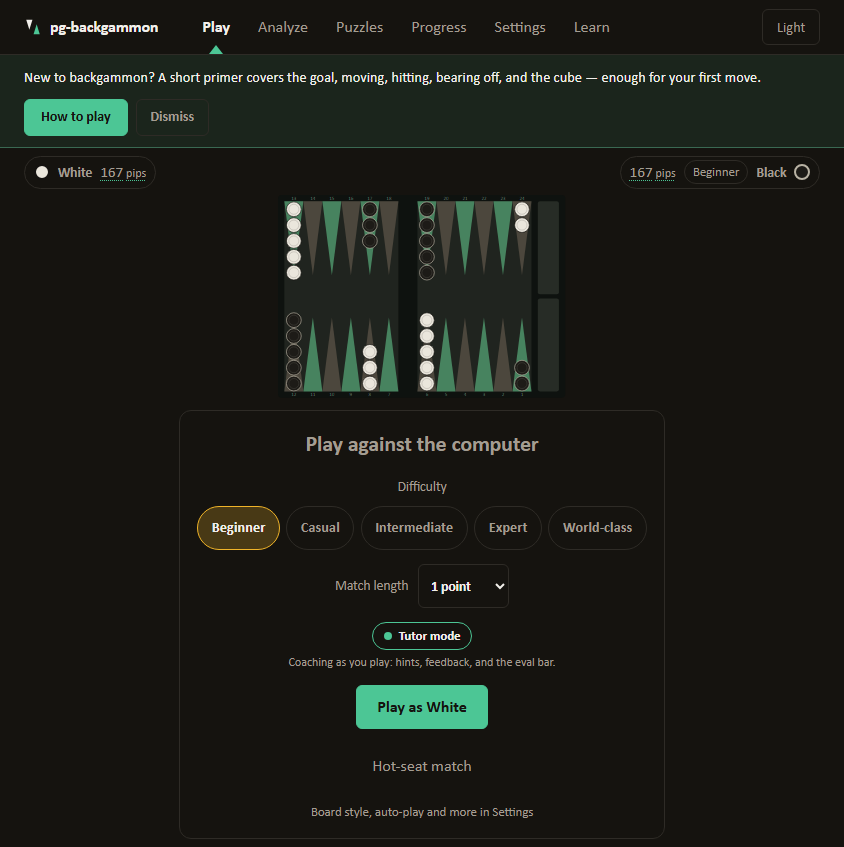 pg-backgammon
Play
Analyze
Puzzles
Progress
Settings
Learn
Light
New to backgammon? A short primer covers the goal, moving, hitting, bearing off, and the cube — enough for your first move.
How to play
Dismiss
White 167 pips
167 pips Beginner Black
Play against the computer
Difficulty
Beginner
Casual
Intermediate
Expert
World-class
Match length 1 point
Tutor mode
Coaching as you play: hints, feedback, and the eval bar.
Play as White
Hot-seat match
Board style, auto-play and more in Settings